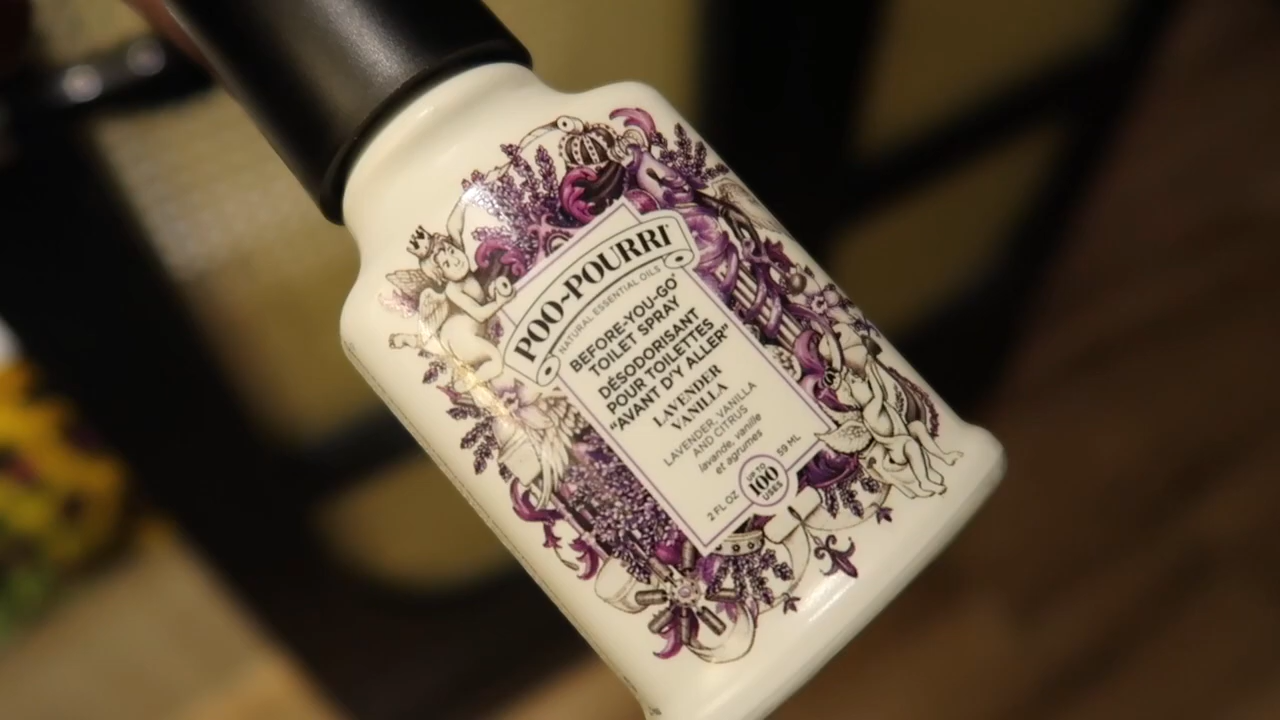 POO~POURRI
NATURAL ESSENTIAL OILS
BEFORE-YOU-GO
TOILET SPRAY
DÉSODORISANT
POUR TOILETTES
"AVANT D'Y ALLER"
LAVENDER
VANILLA
LAVENDER, VANILLA
AND CITRUS
lavande, vanille
et agrumes
2 FL OZ UP TO 100 USES 59 ML